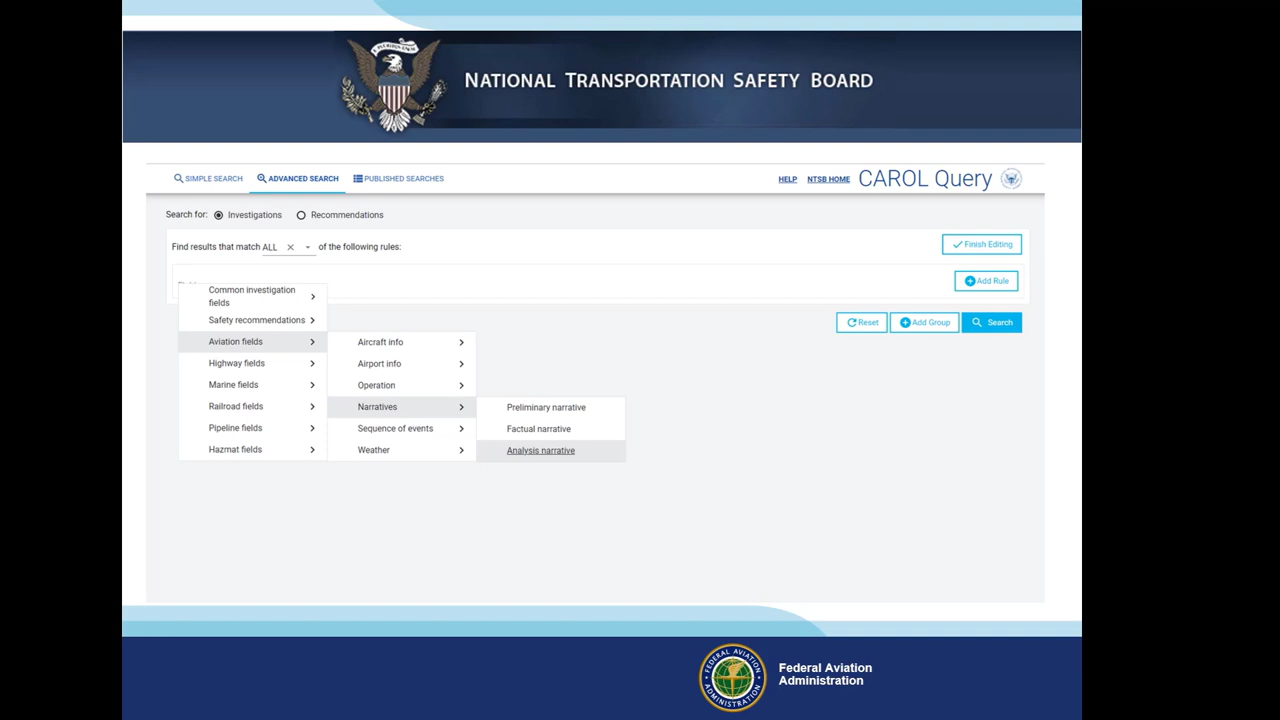 NATIONAL TRANSPORTATION SAFETY BOARD
SIMPLE SEARCH
ADVANCED SEARCH
PUBLISHED SEARCHES
HELP
NTSB HOME
CAROL Query
Search for:
Investigations
Recommendations
Find results that match ALL
of the following rules:
Finish Editing
Add Rule
Reset
Add Group
Search
Common investigation
fields
Safety recommendations
Aviation fields
Highway fields
Marine fields
Railroad fields
Pipeline fields
Hazmat fields
Aircraft info
Airport info
Operation
Narratives
Sequence of events
Weather
Preliminary narrative
Factual narrative
Analysis narrative
FEDERAL AVIATION
ADMINISTRATION
Federal Aviation
Administration